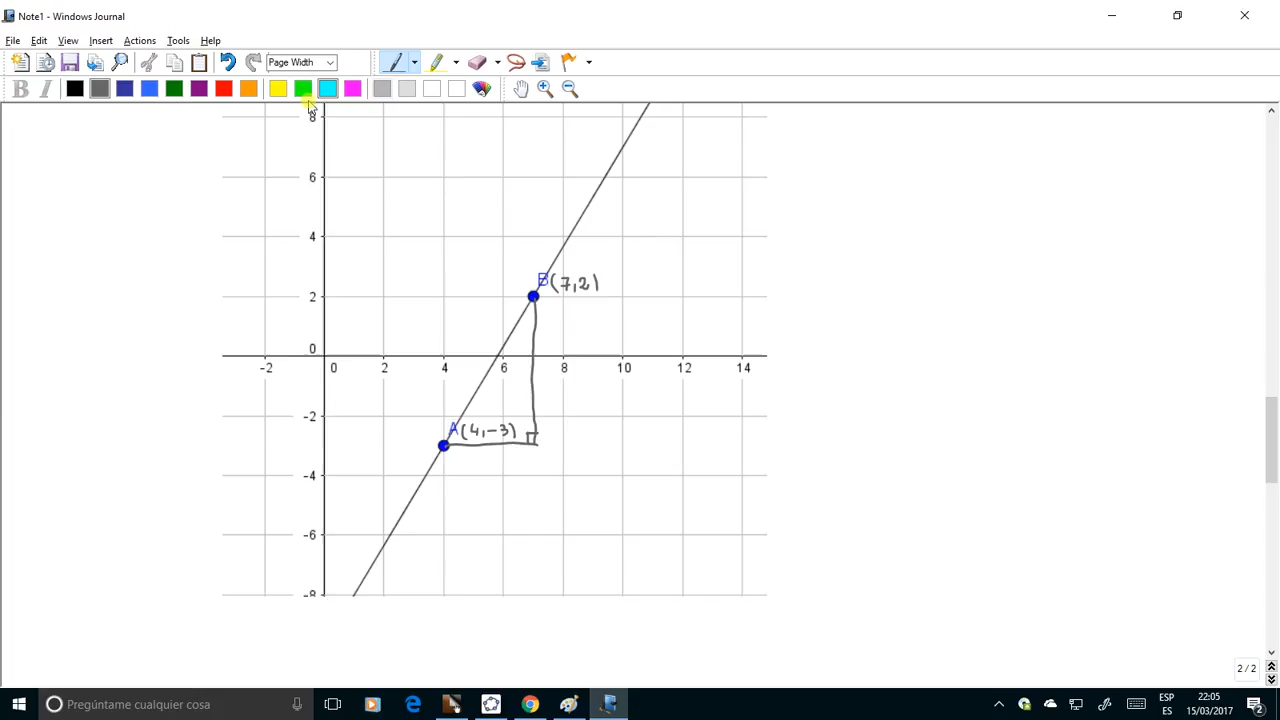 Note1 - Windows Journal
File Edit View Insert Actions Tools Help
Page Width
B I
8
6
4
B(7,2)
2
0
-2 0 2 4 6 8 10 12 14
-2
A(4,-3)
-4
-6
-8
2 / 2
Pregúntame cualquier cosa
ESP 22:05
ES 15/03/2017
2